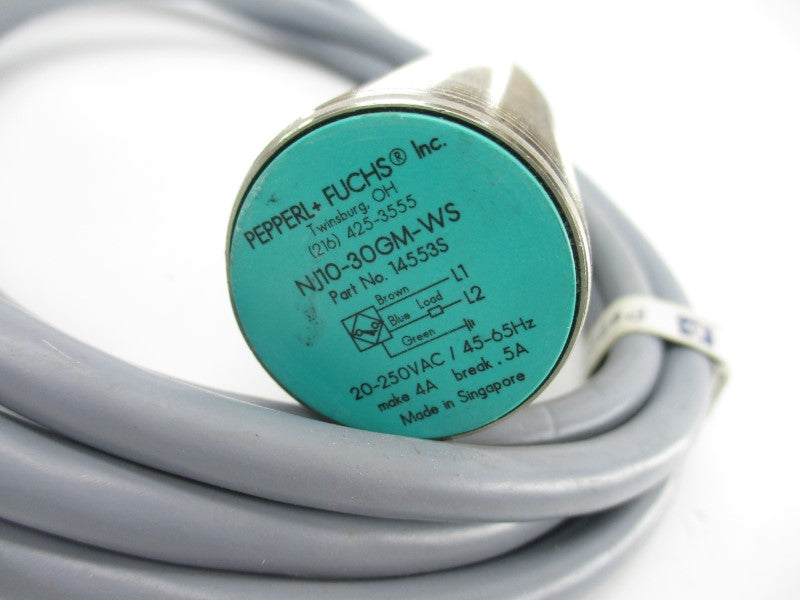 PEPPERL+ FUCHS® Inc.
Twinsburg, OH
(216) 425-3555
NJ10-30GM-WS
Part No. 14553S
Brown L1
Blue Load L2
Green
20-250VAC / 45-65Hz
make 4A break .5A
Made in Singapore